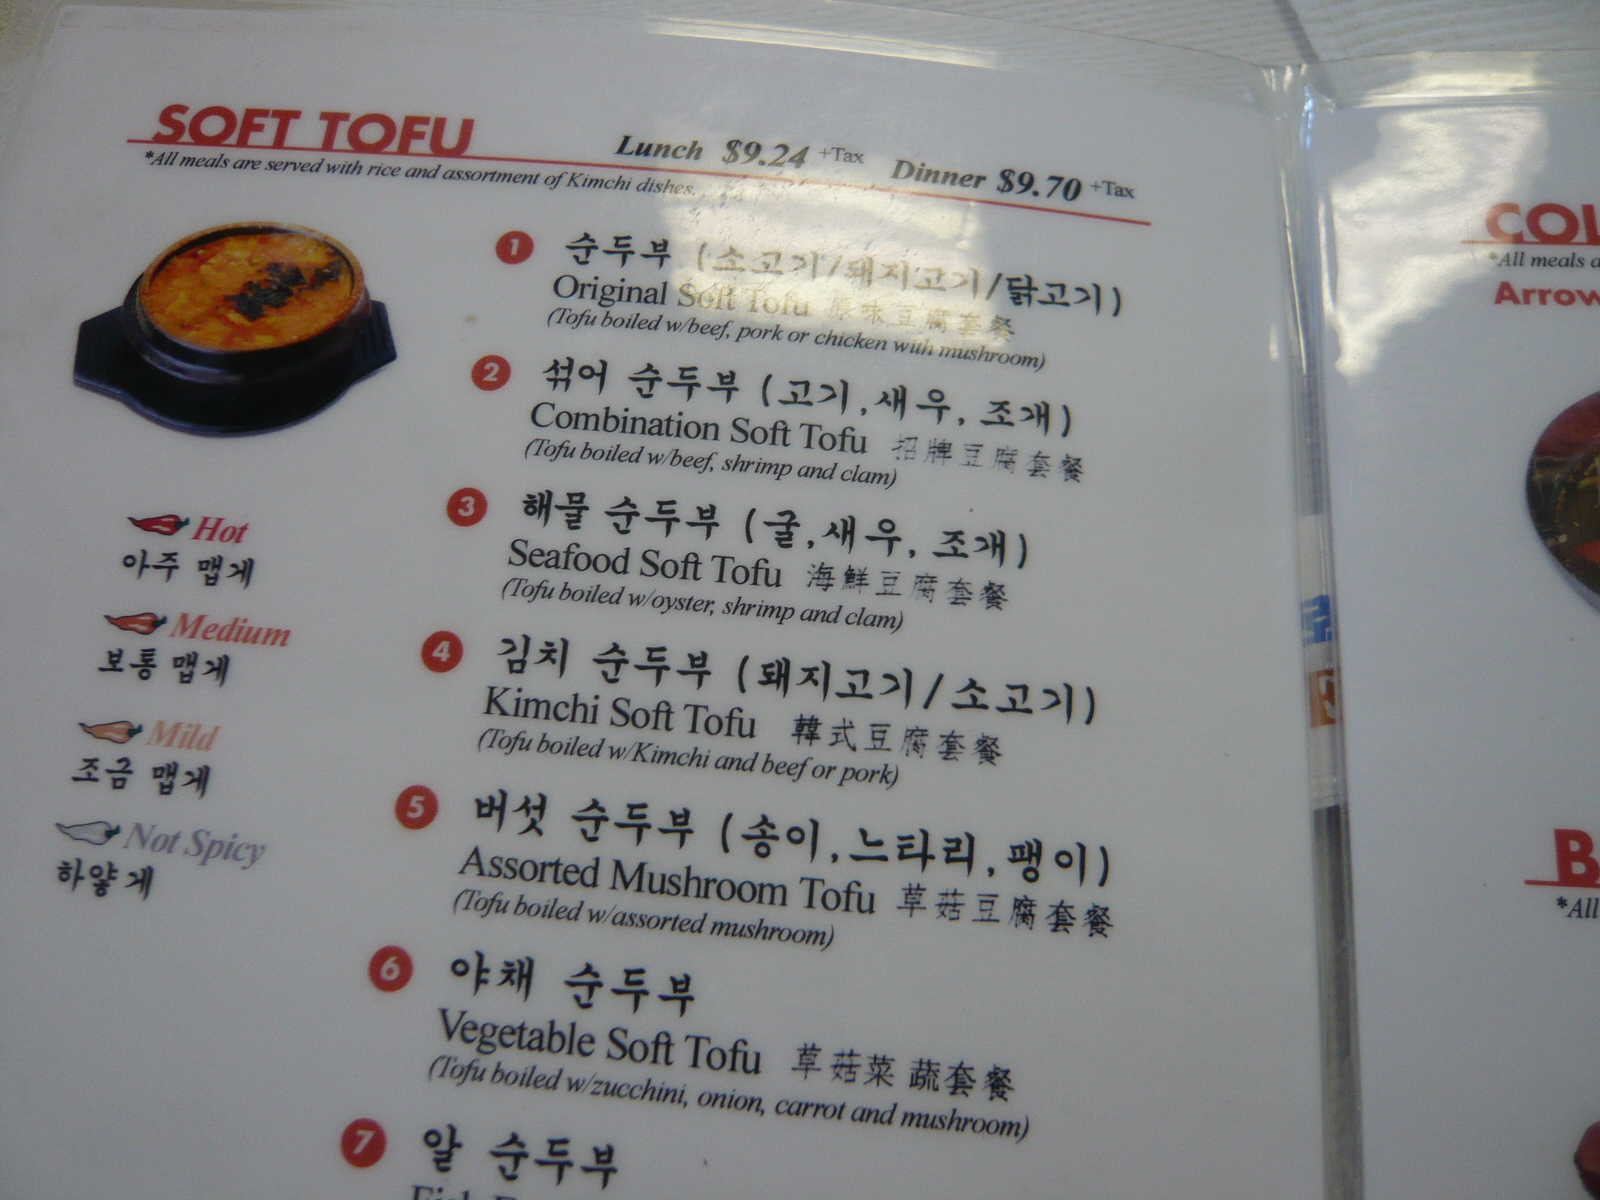 SOFT TOFU
Lunch $9.24 +Tax Dinner $9.70 +Tax
*All meals are served with rice and assortment of Kimchi dishes.
1 순두부 (소고기/돼지고기/닭고기)
Original Soft Tofu 原味豆腐套餐
(Tofu boiled w/beef, pork or chicken with mushroom)
2 섞어 순두부 (고기,새우, 조개)
Combination Soft Tofu 招牌豆腐套餐
(Tofu boiled w/beef, shrimp and clam)
3 해물 순두부 (굴,새우, 조개)
Seafood Soft Tofu 海鮮豆腐套餐
(Tofu boiled w/oyster, shrimp and clam)
4 김치 순두부 (돼지고기/소고기)
Kimchi Soft Tofu 韓式豆腐套餐
(Tofu boiled w/Kimchi and beef or pork)
5 버섯 순두부 (송이,느타리,팽이)
Assorted Mushroom Tofu 草菇豆腐套餐
(Tofu boiled w/assorted mushroom)
6 야채 순두부
Vegetable Soft Tofu 草菇菜蔬套餐
(Tofu boiled w/zucchini, onion, carrot and mushroom)
7 알 순두부
Hot
아주 맵게
Medium
보통 맵게
Mild
조금 맵게
Not Spicy
하얗게
COL
*All meals a
Arrow
B
*All